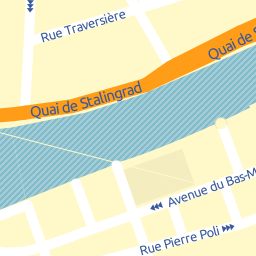 Rue Traversière
Quai de S
Quai de Stalingrad
Avenue du Bas-M
Rue Pierre Poli